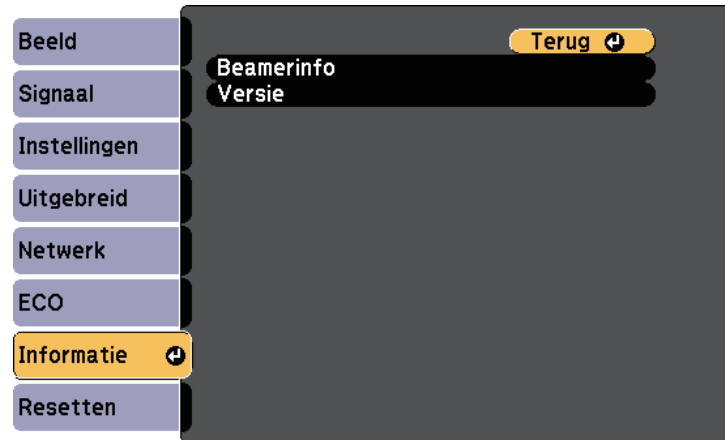 Beeld
Signaal
Instellingen
Uitgebreid
Netwerk
ECO
Informatie
Resetten
Terug
Beamerinfo
Versie